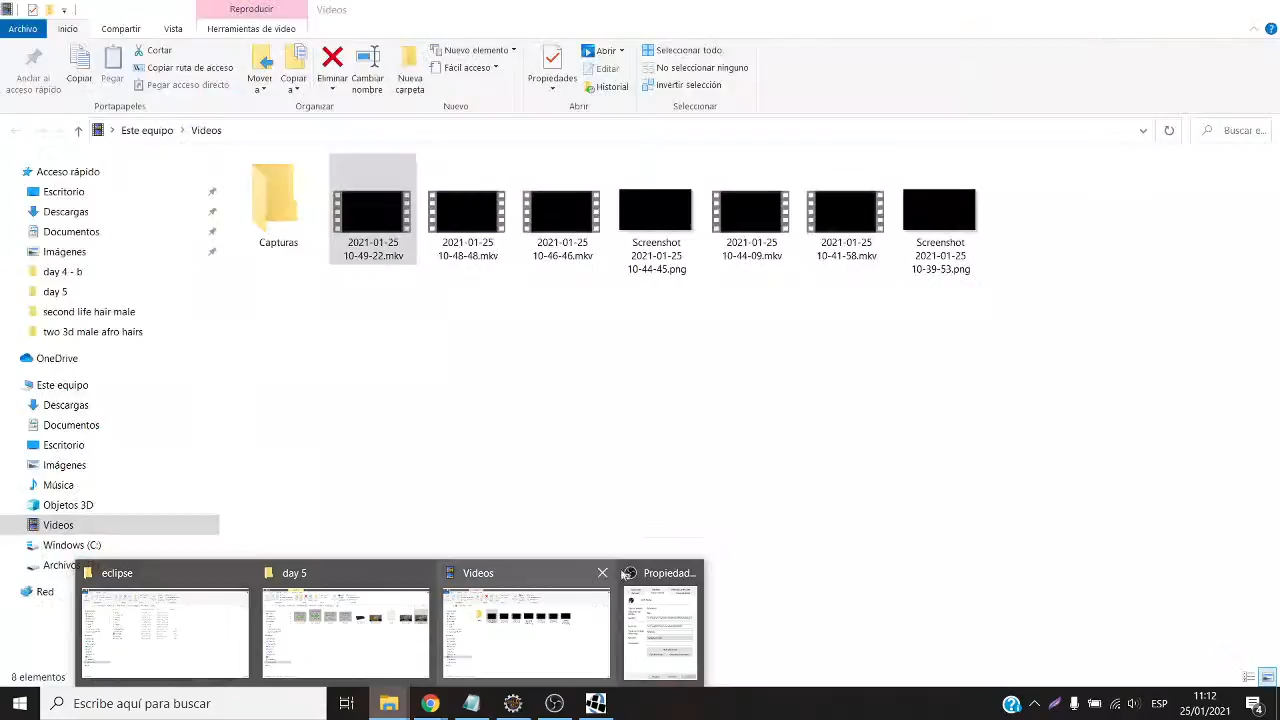 Reproducir
Videos
Archivo
Inicio
Compartir
Vista
Herramientas de video
Andar al
acceso rápido
Copiar
Pegar
Cortar
Copiar ruta de acceso
Pegar acceso directo
Portapapeles
Mover
a
Copiar
a
Eliminar
Cambiar
nombre
Organizar
Nueva
carpeta
Nuevo elemento
Fácil acceso
Nuevo
Propiedades
Abrir
Editar
Historial
Abrir
Seleccionar todo
No seleccionar ninguno
Invertir selección
Seleccionar
Este equipo > Videos
Buscar e...
Acceso rápido
Escritorio
Descargas
Documentos
Imágenes
day 4 - b
day 5
second life hair male
two 3d male afro hairs
OneDrive
Este equipo
Descargas
Documentos
Escritorio
Imágenes
Música
Objetos 3D
Videos
Windows (C:)
Archivos
Red
Capturas
2021-01-25
10-49-22.mkv
2021-01-25
10-48-48.mkv
2021-01-25
10-46-46.mkv
Screenshot
2021-01-25
10-44-45.png
2021-01-25
10-44-09.mkv
2021-01-25
10-41-58.mkv
Screenshot
2021-01-25
10-39-53.png
eclipse
day 5
Videos
Propiedad...
8 elementos
Escribe aquí para buscar
ESP
11:12
25/01/2021
4